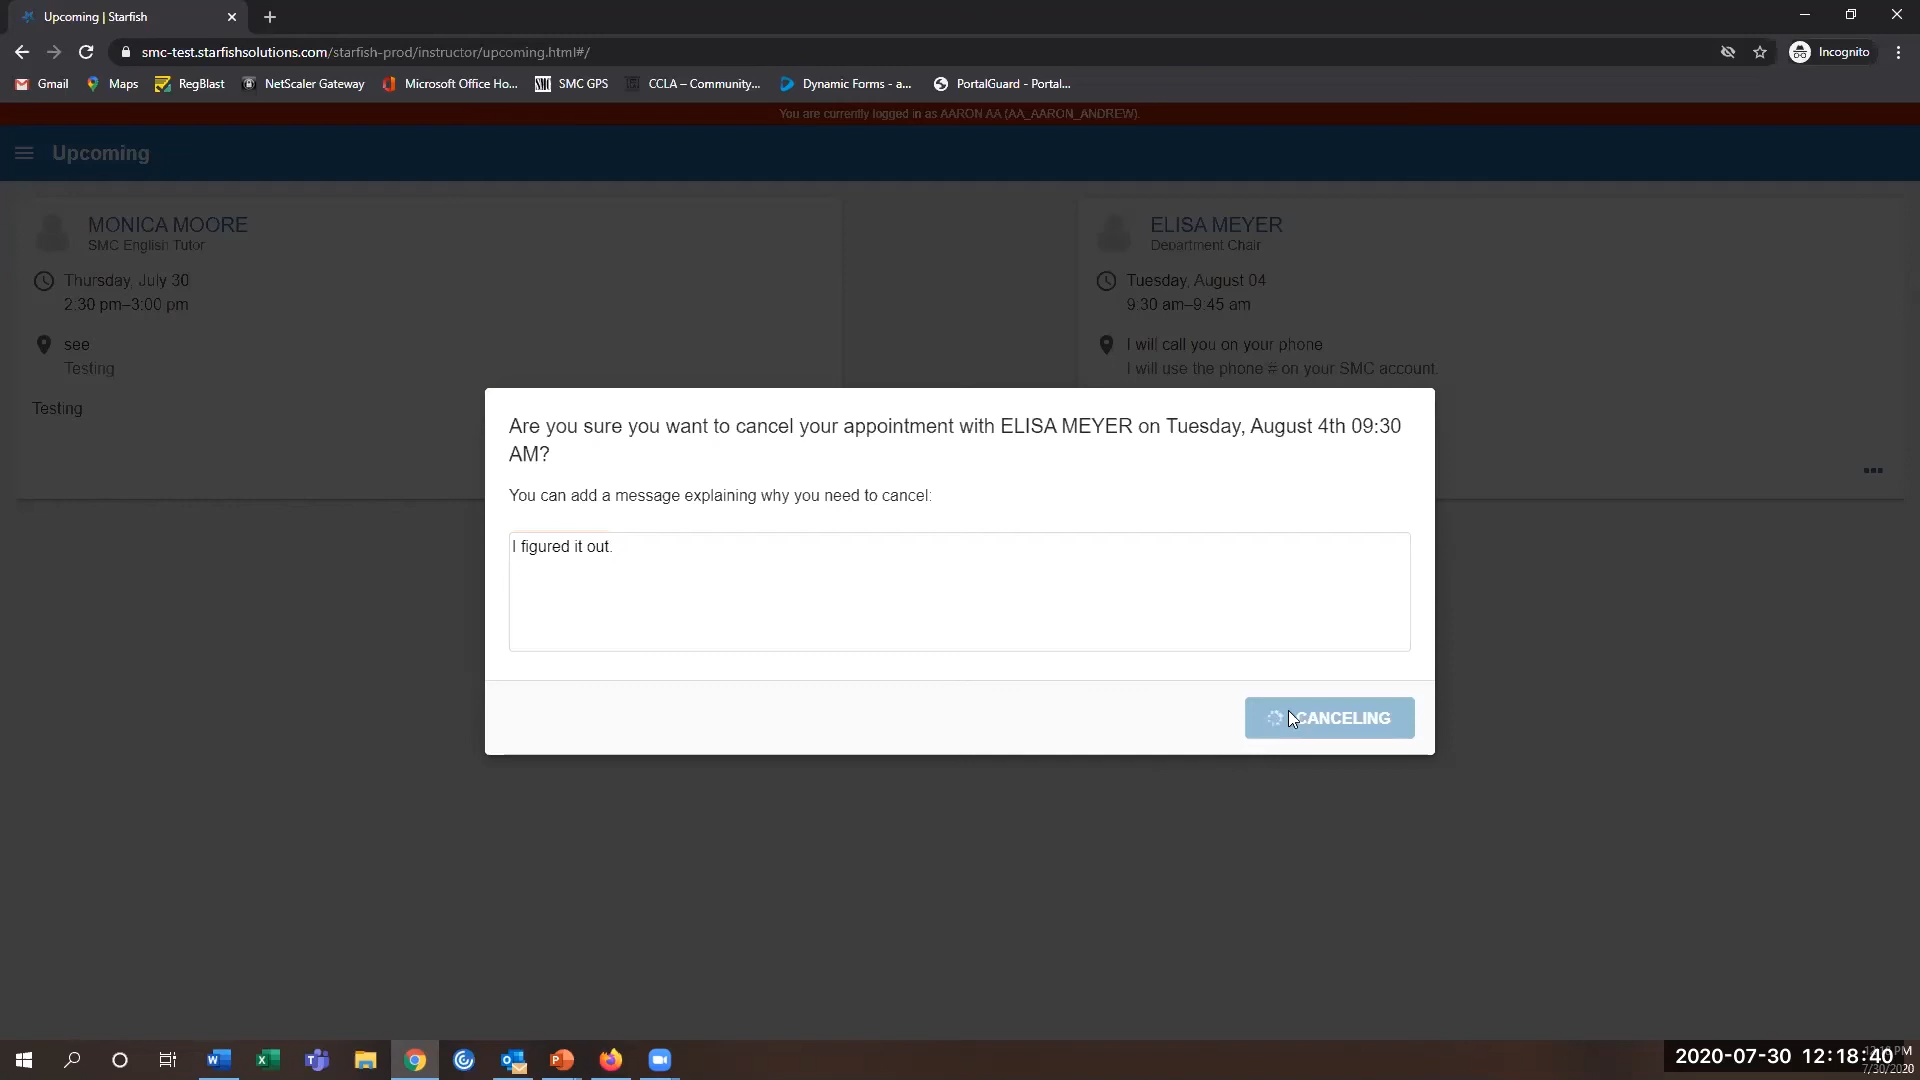 Upcoming | Starfish
smc-test.starfishsolutions.com/starfish-prod/instructor/upcoming.html#/
Incognito
Gmail
Maps
RegBlast
NetScaler Gateway
Microsoft Office Ho...
SMC GPS
CCLA – Community...
Dynamic Forms - a...
PortalGuard - Portal...
You are currently logged in as AARON AA (AA_AARON_ANDREW).
Upcoming
MONICA MOORE
SMC English Tutor
Thursday, July 30
2:30 pm–3:00 pm
see
Testing
Testing
ELISA MEYER
Department Chair
Tuesday, August 04
9:30 am–9:45 am
I will call you on your phone
I will use the phone # on your SMC account.
Are you sure you want to cancel your appointment with ELISA MEYER on Tuesday, August 4th 09:30
AM?
You can add a message explaining why you need to cancel:
I figured it out.
CANCELING
2020-07-30 12:18:40
7/30/2020